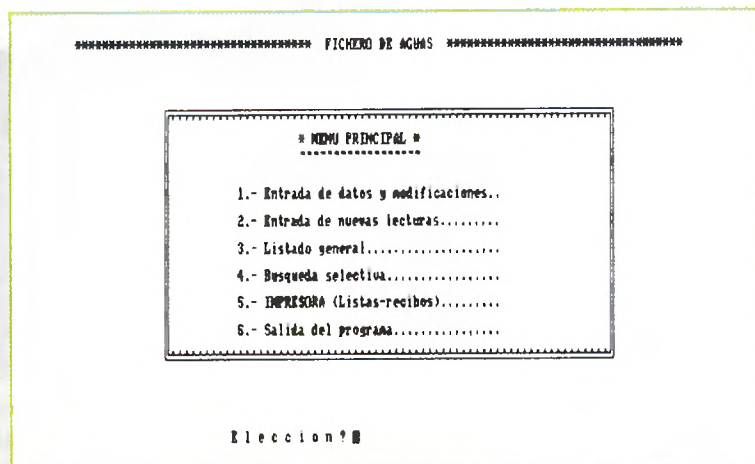 ********************************** FICHERO DE AGUAS **********************************
* MENU PRINCIPAL *
1.- Entrada de datos y modificaciones..
2.- Entrada de nuevas lecturas.........
3.- Listado general....................
4.- Busqueda selectiva.................
5.- IMPRESORA (Listas-recibos).........
6.- Salida del programa................
E l e c c i o n ?